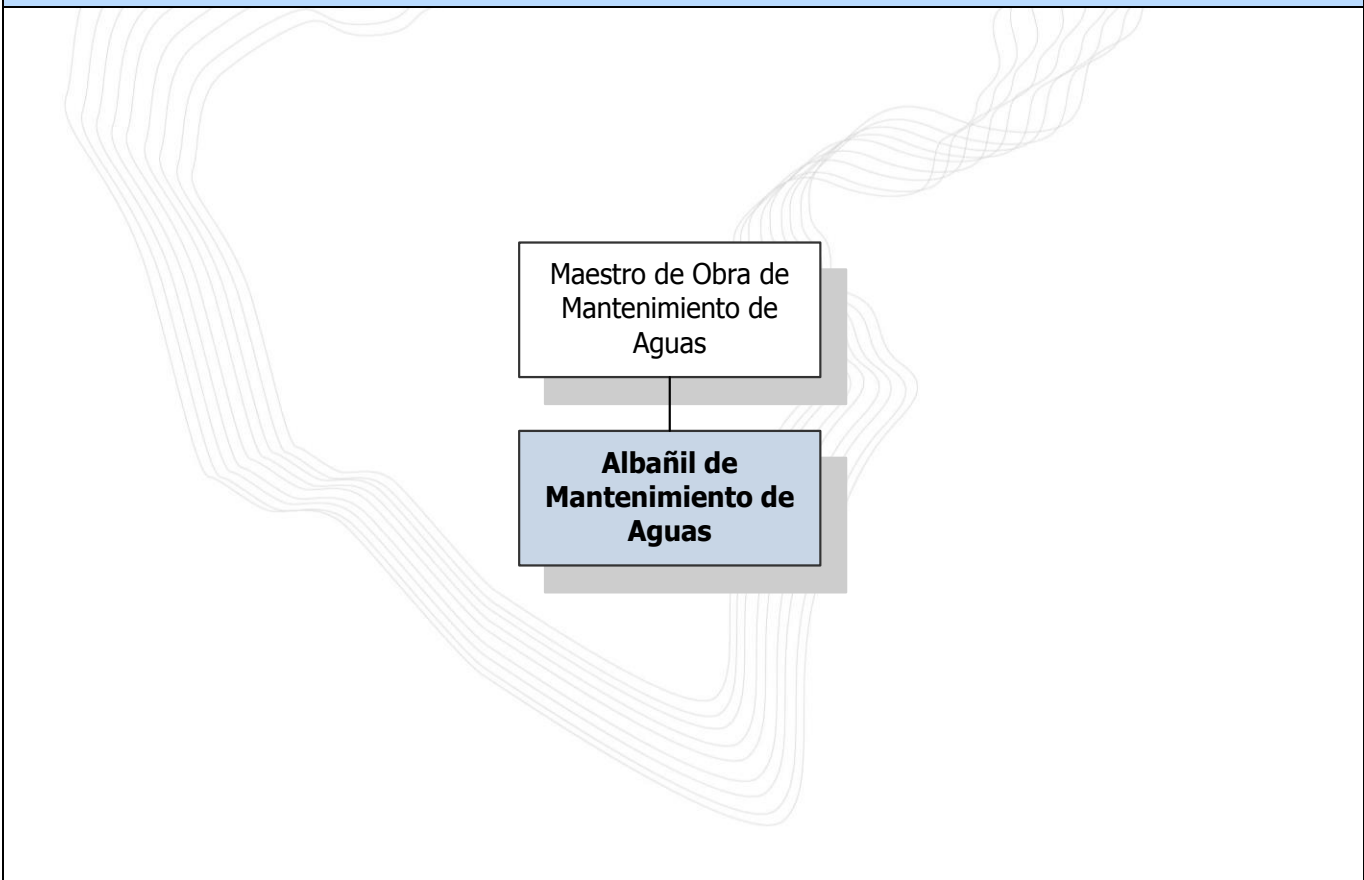 Maestro de Obra de
Mantenimiento de
Aguas
Albañil de
Mantenimiento de
Aguas